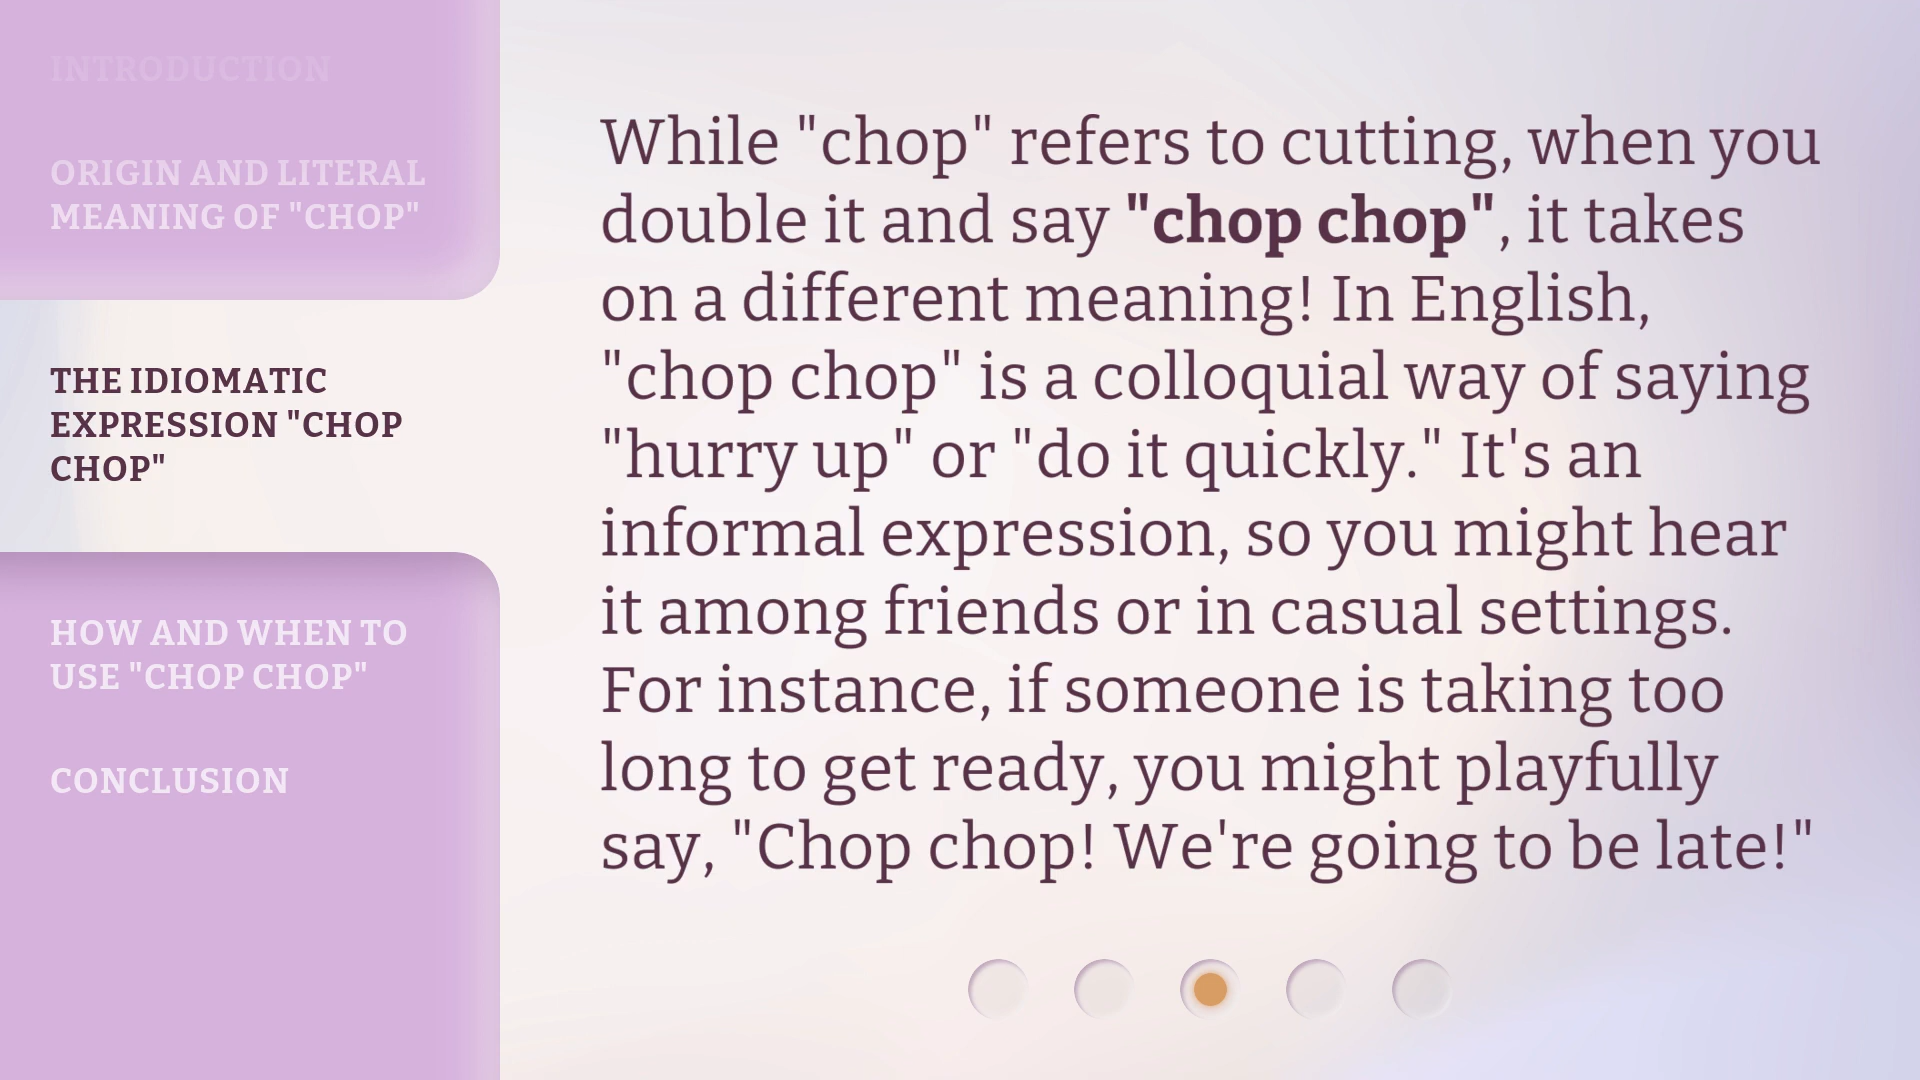 INTRODUCTION
ORIGIN AND LITERAL
MEANING OF "CHOP"
THE IDIOMATIC
EXPRESSION "CHOP
CHOP"
HOW AND WHEN TO
USE "CHOP CHOP"
CONCLUSION
While "chop" refers to cutting, when you
double it and say "chop chop", it takes
on a different meaning! In English,
"chop chop" is a colloquial way of saying
"hurry up" or "do it quickly." It's an
informal expression, so you might hear
it among friends or in casual settings.
For instance, if someone is taking too
long to get ready, you might playfully
say, "Chop chop! We're going to be late!"